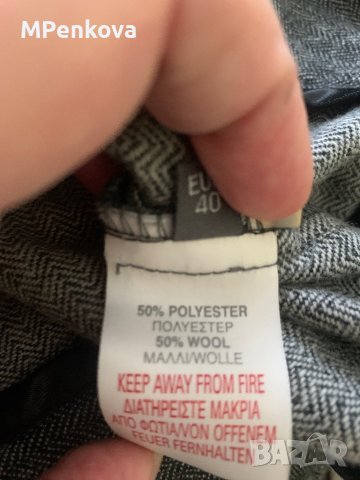 MPenkova
EU
40
50% POLYESTER
ΠΟΛΥΕΣΤΕΡ
50% WOOL
ΜΑΛΛΙ/WOLLE
KEEP AWAY FROM FIRE
ΔΙΑΤΗΡΕΙΣΤΕ ΜΑΚΡΙΑ
ΑΠΟ ΦΩΤΙΑ/VON OFFENEM
FEUER FERNHALTEN
BAZAR